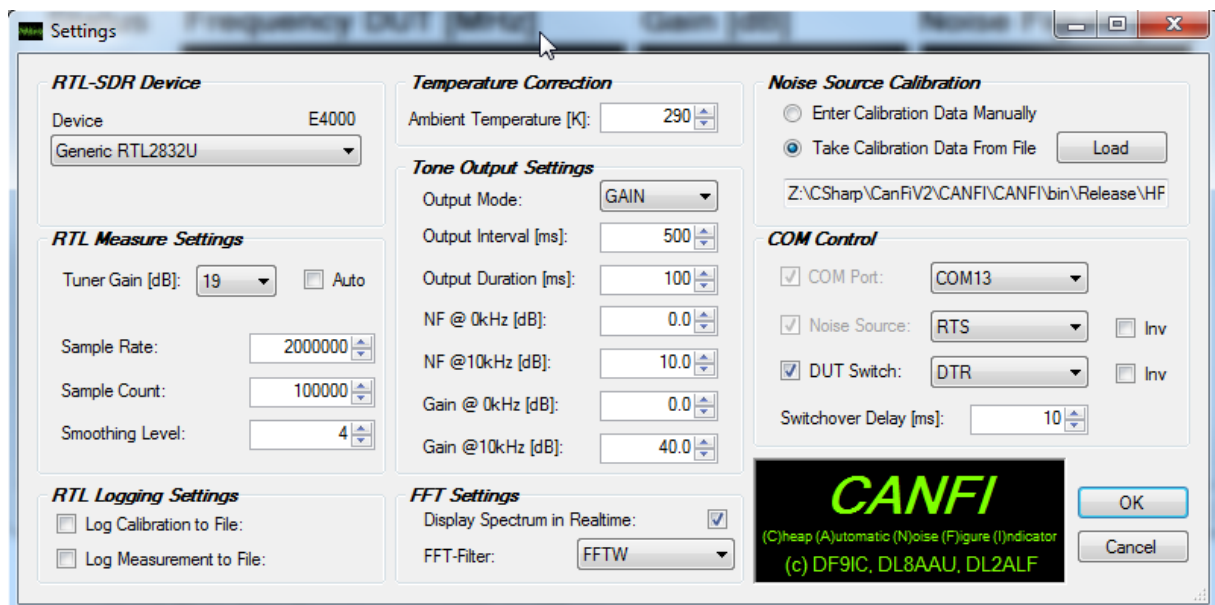 Frequency DUT [MHz]
Gain [dB]
Settings
RTL-SDR Device
Device
E4000
Generic RTL2832U
RTL Measure Settings
Tuner Gain [dB]:
19
Auto
Sample Rate:
2000000
Sample Count:
100000
Smoothing Level:
4
RTL Logging Settings
Log Calibration to File:
Log Measurement to File:
Temperature Correction
Ambient Temperature [K]:
290
Tone Output Settings
Output Mode:
GAIN
Output Interval [ms]:
500
Output Duration [ms]:
100
NF @ 0kHz [dB]:
0.0
NF @10kHz [dB]:
10.0
Gain @ 0kHz [dB]:
0.0
Gain @10kHz [dB]:
40.0
FFT Settings
Display Spectrum in Realtime:
FFT-Filter:
FFTW
Noise Source Calibration
Enter Calibration Data Manually
Take Calibration Data From File
Load
Z:\CSharp\CanFiV2\CANFI\CANFI\bin\Release\HF
COM Control
COM Port:
COM13
Noise Source:
RTS
Inv
DUT Switch:
DTR
Inv
Switchover Delay [ms]:
10
CANFI
(C)heap (A)utomatic (N)oise (F)igure (I)ndicator
(c) DF9IC, DL8AAU, DL2ALF
OK
Cancel